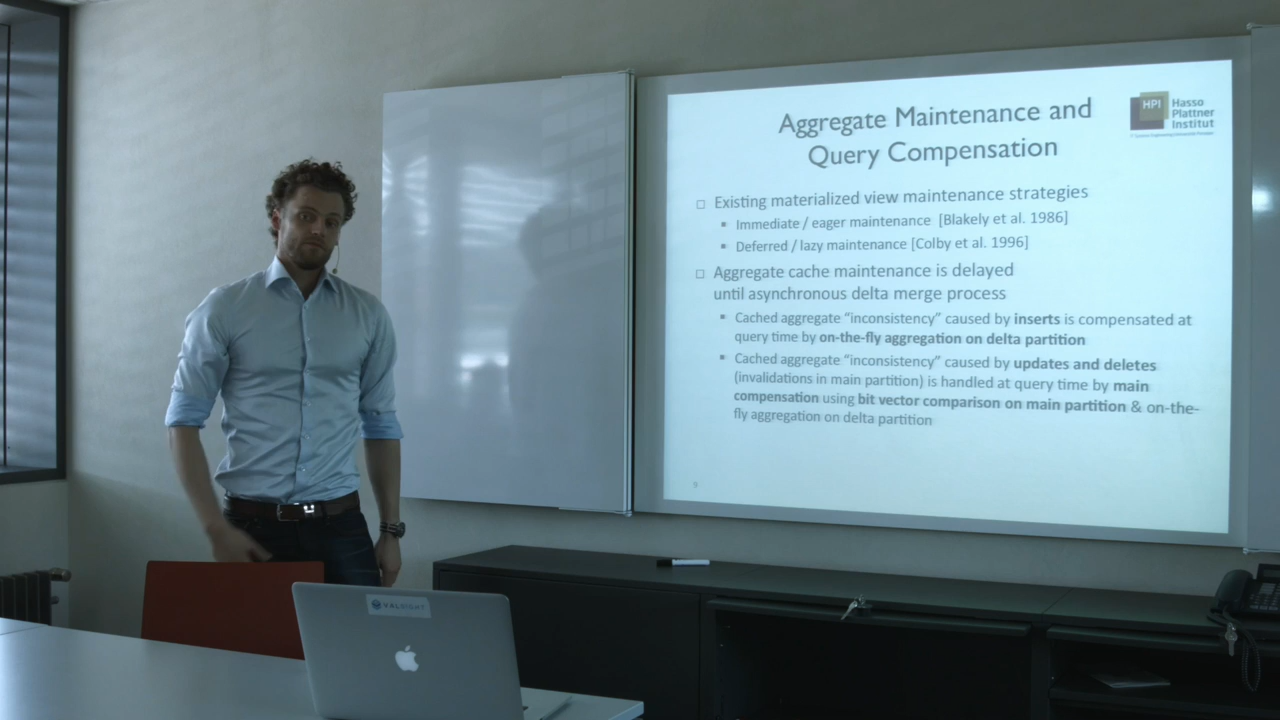 Aggregate Maintenance and
Query Compensation
HPI
Hasso
Plattner
Institut
Existing materialized view maintenance strategies
Immediate / eager maintenance [Blakely et al. 1986]
Deferred / lazy maintenance [Colby et al. 1996]
Aggregate cache maintenance is delayed
until asynchronous delta merge process
Cached aggregate “inconsistency” caused by inserts is compensated at
query time by on-the-fly aggregation on delta partition
Cached aggregate “inconsistency” caused by updates and deletes
(invalidations in main partition) is handled at query time by main
compensation using bit vector comparison on main partition & on-the-
fly aggregation on delta partition
9